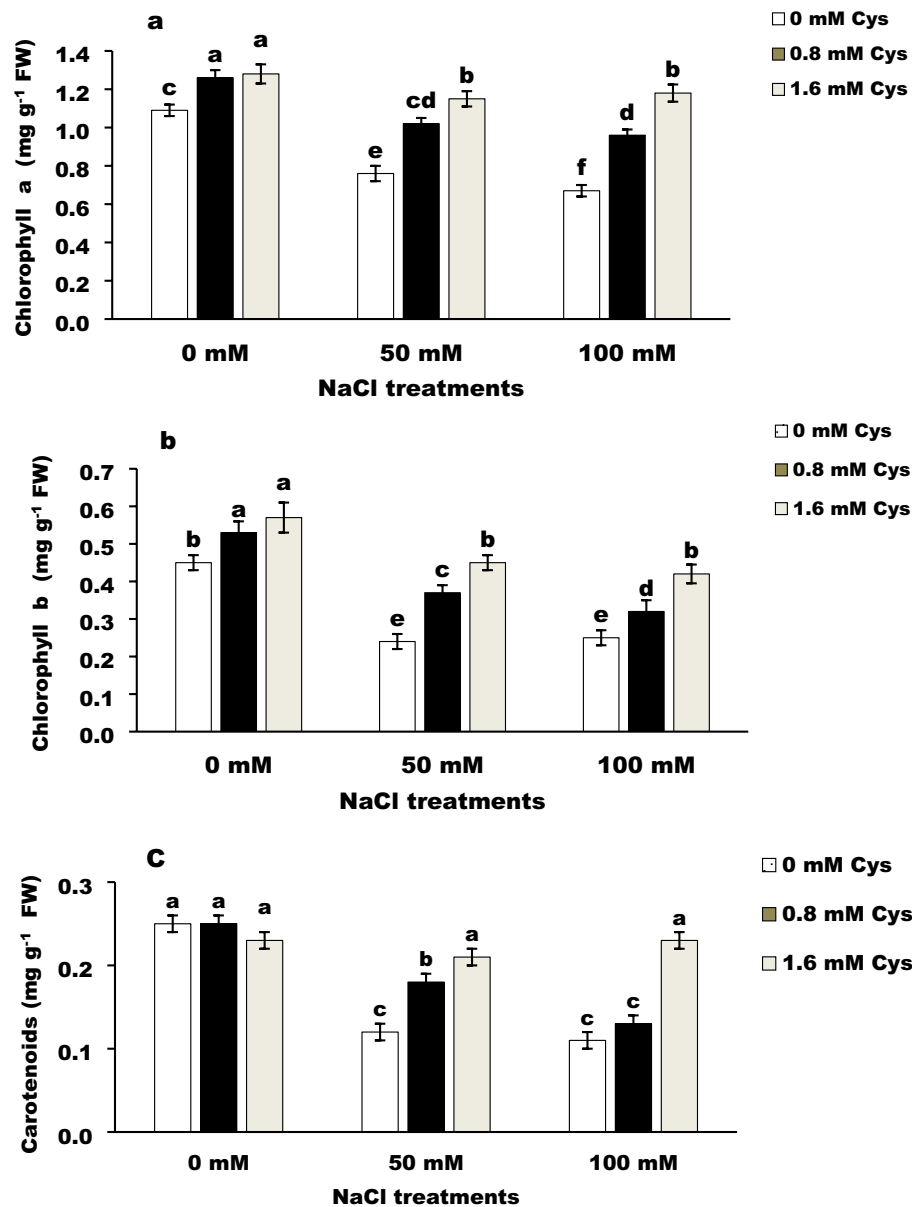 a
0 mM Cys
0.8 mM Cys
1.6 mM Cys
Chlorophyll a (mg g-1 FW)
1.4
1.2
1.0
0.8
0.6
0.4
0.2
0.0
c a a
e cd b
f d b
0 mM 50 mM 100 mM
NaCl treatments
b
0 mM Cys
0.8 mM Cys
1.6 mM Cys
Chlorophyll b (mg g-1 FW)
0.7
0.6
0.5
0.4
0.3
0.2
0.1
0.0
b a a
e c b
e d b
0 mM 50 mM 100 mM
NaCl treatments
C
0 mM Cys
0.8 mM Cys
1.6 mM Cys
Carotenoids (mg g-1 FW)
0.3
0.2
0.1
0.0
a a a
c b a
c c a
0 mM 50 mM 100 mM
NaCl treatments